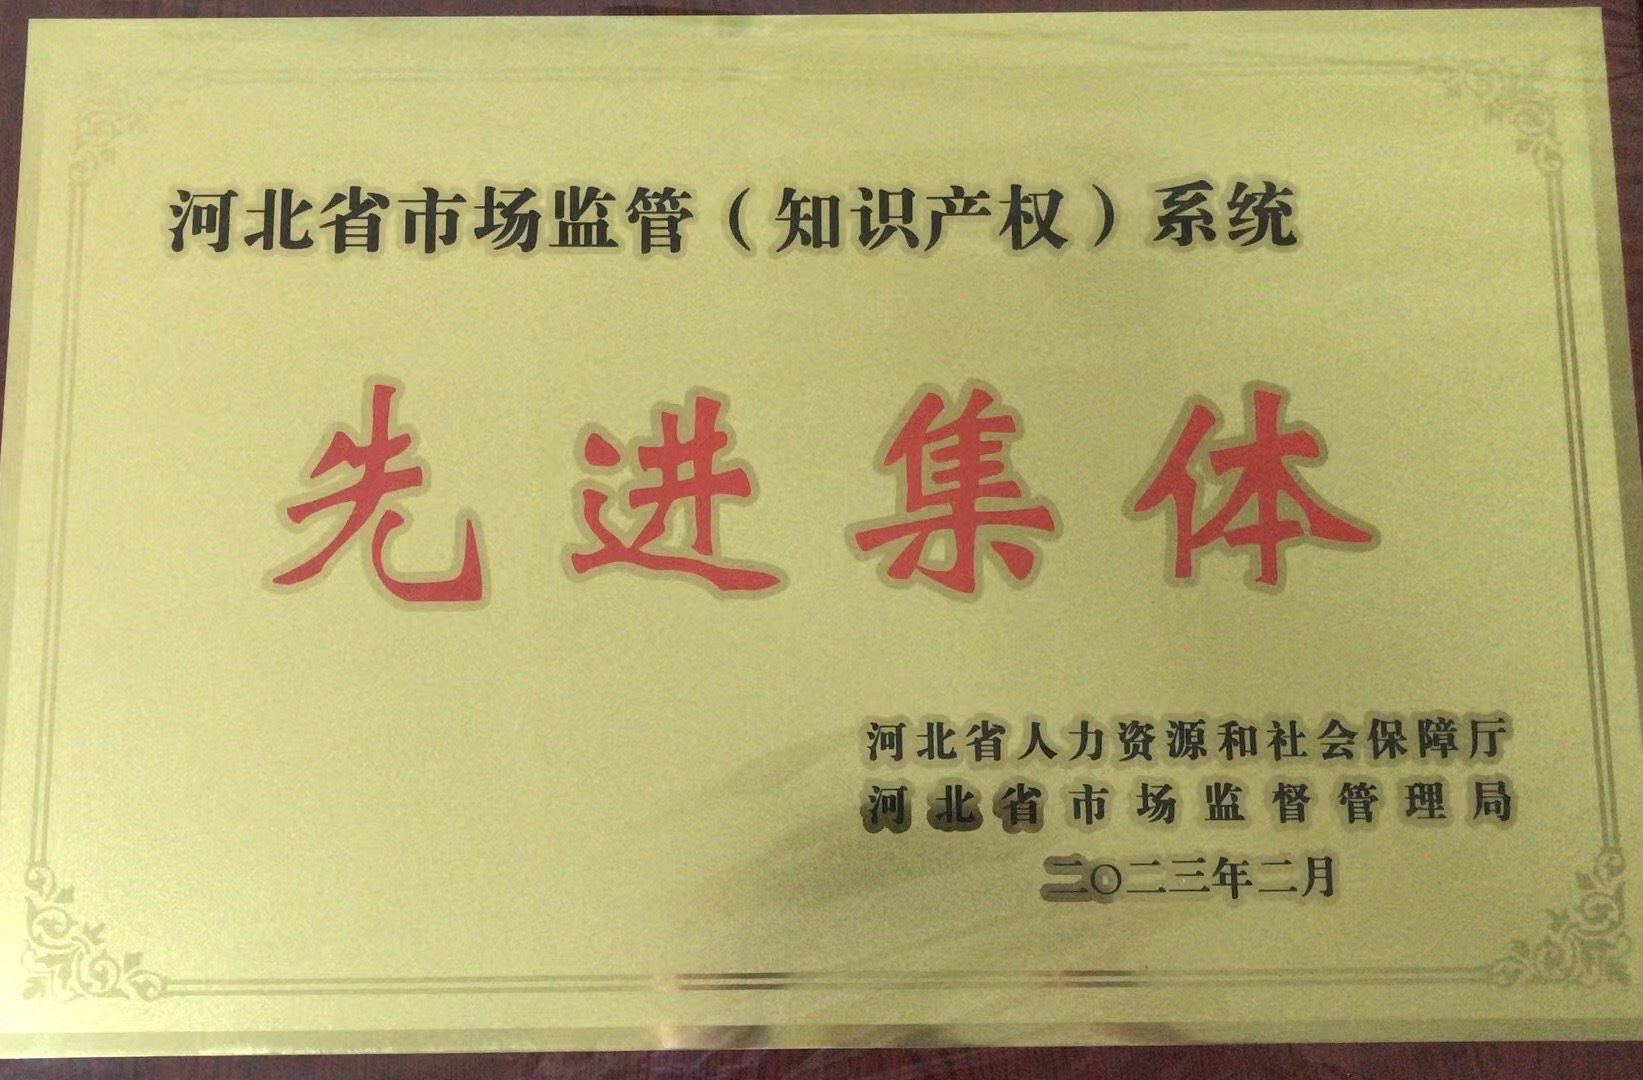 河北省市场监管（知识产权）系统
先进集体
河北省人力资源和社会保障厅
河北省市场监督管理局
二〇二三年二月